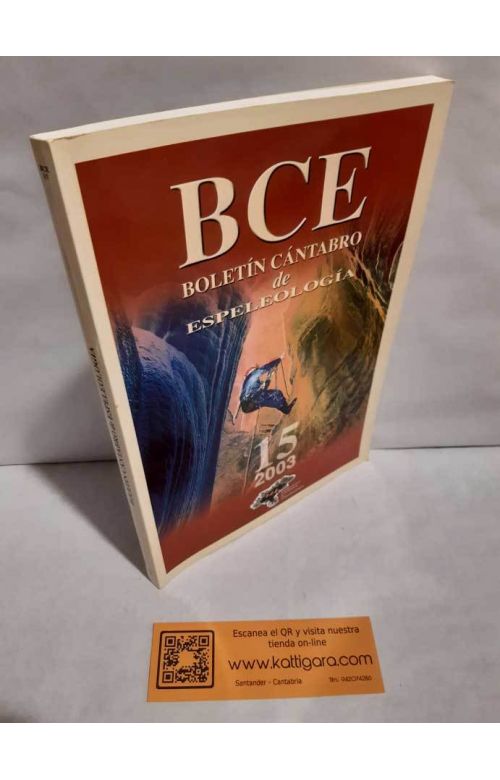 BCE
BCE
BOLETÍN CÁNTABRO
de
ESPELEOLOGÍA
15
2003
Escanea el QR y visita nuestra
tienda on-line
www.kattigara.com
Santander - Cantabria